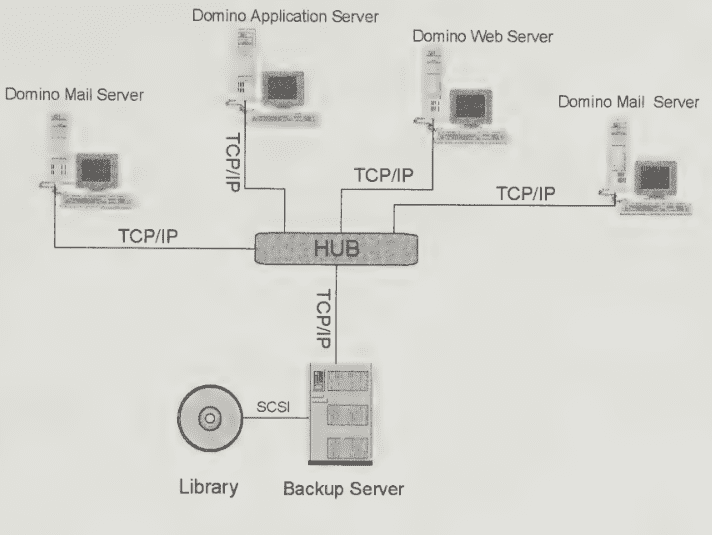 Domino Application Server
Domino Web Server
Domino Mail Server
Domino Mail Server
TCP/IP
TCP/IP
TCP/IP
TCP/IP
HUB
TCP/IP
SCSI
Library
Backup Server